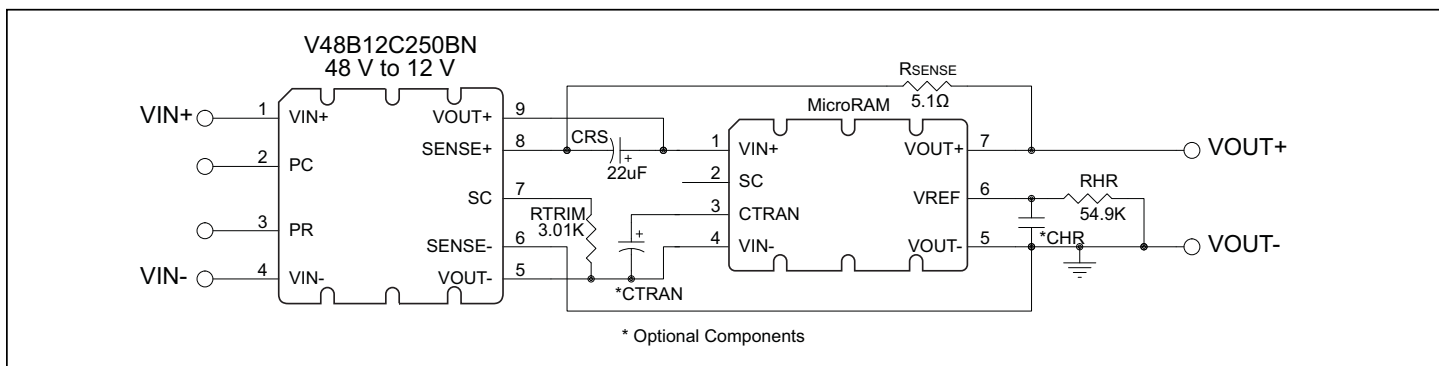 V48B12C250BN
48 V to 12 V
VIN+
1
VIN+
VOUT+
9
2
PC
SENSE+
8
CRS
+
22uF
SC
7
3
PR
RTRIM
3.01K
SENSE-
6
VIN-
4
VIN-
VOUT-
5
+
*CTRAN
RSENSE
5.1Ω
MicroRAM
1
VIN+
VOUT+
7
VOUT+
2
SC
3
CTRAN
VREF
6
RHR
54.9K
4
VIN-
VOUT-
5
*CHR
VOUT-
* Optional Components